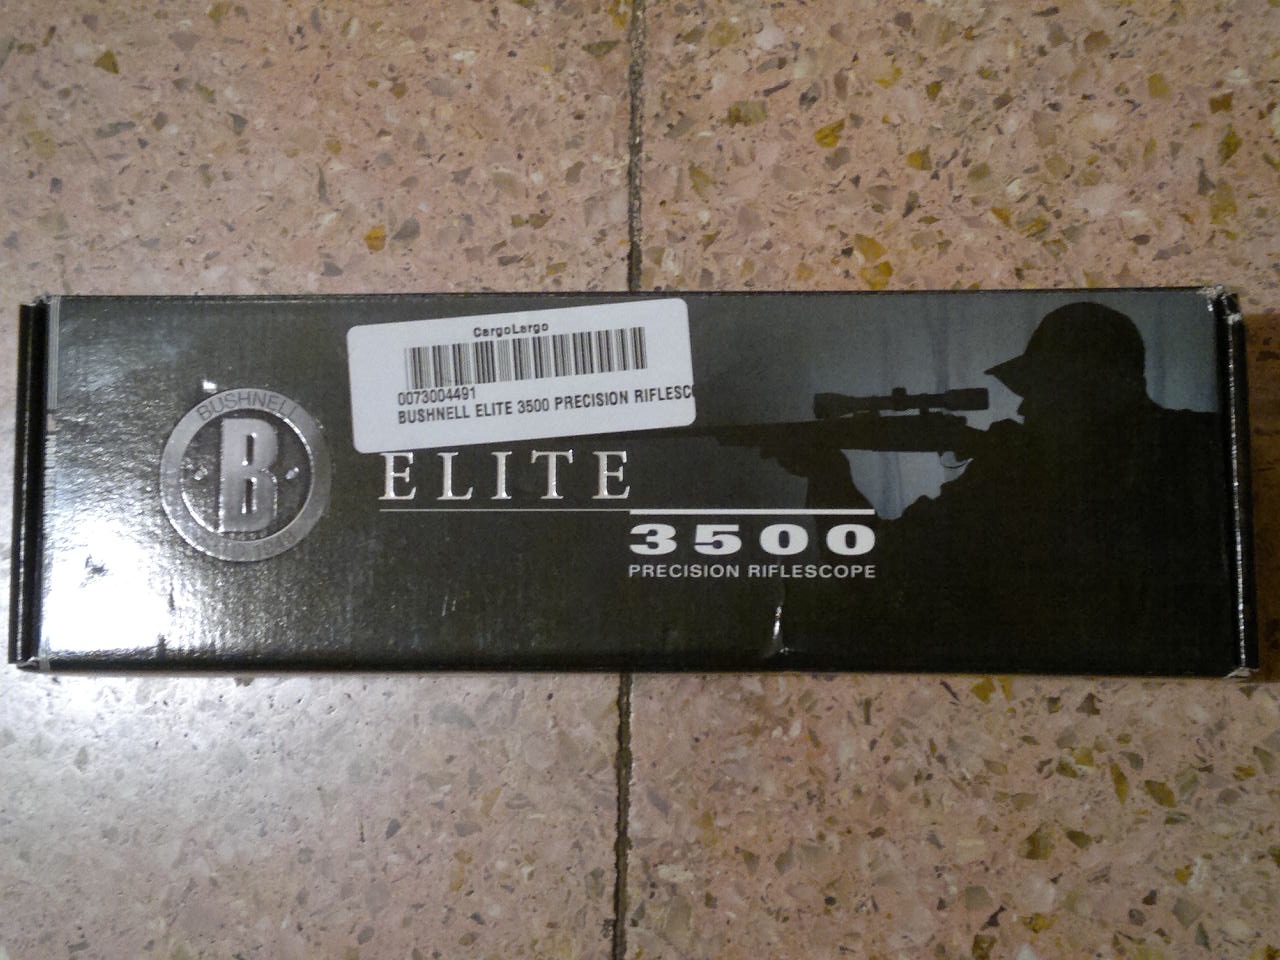 CargoLargo
0073004491
BUSHNELL ELITE 3500 PRECISION RIFLESC
BUSHNELL
B
ELITE
3500
PRECISION RIFLESCOPE